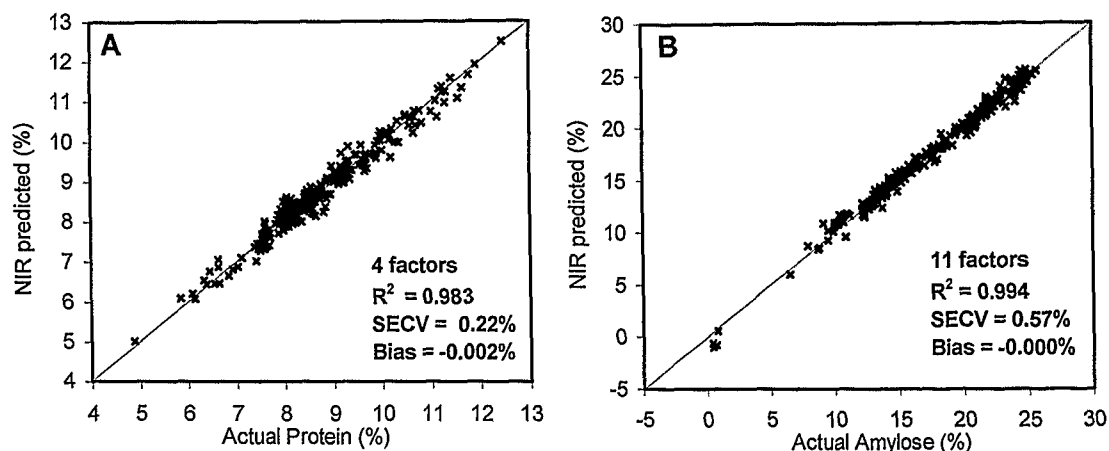 A
NIR predicted (%)
13
12
11
10
9
8
7
6
5
4
4 factors
R² = 0.983
SECV = 0.22%
Bias = -0.002%
4 5 6 7 8 9 10 11 12 13
Actual Protein (%)
B
NIR predicted (%)
30
25
20
15
10
5
0
-5
11 factors
R² = 0.994
SECV = 0.57%
Bias = -0.000%
-5 0 5 10 15 20 25 30
Actual Amylose (%)